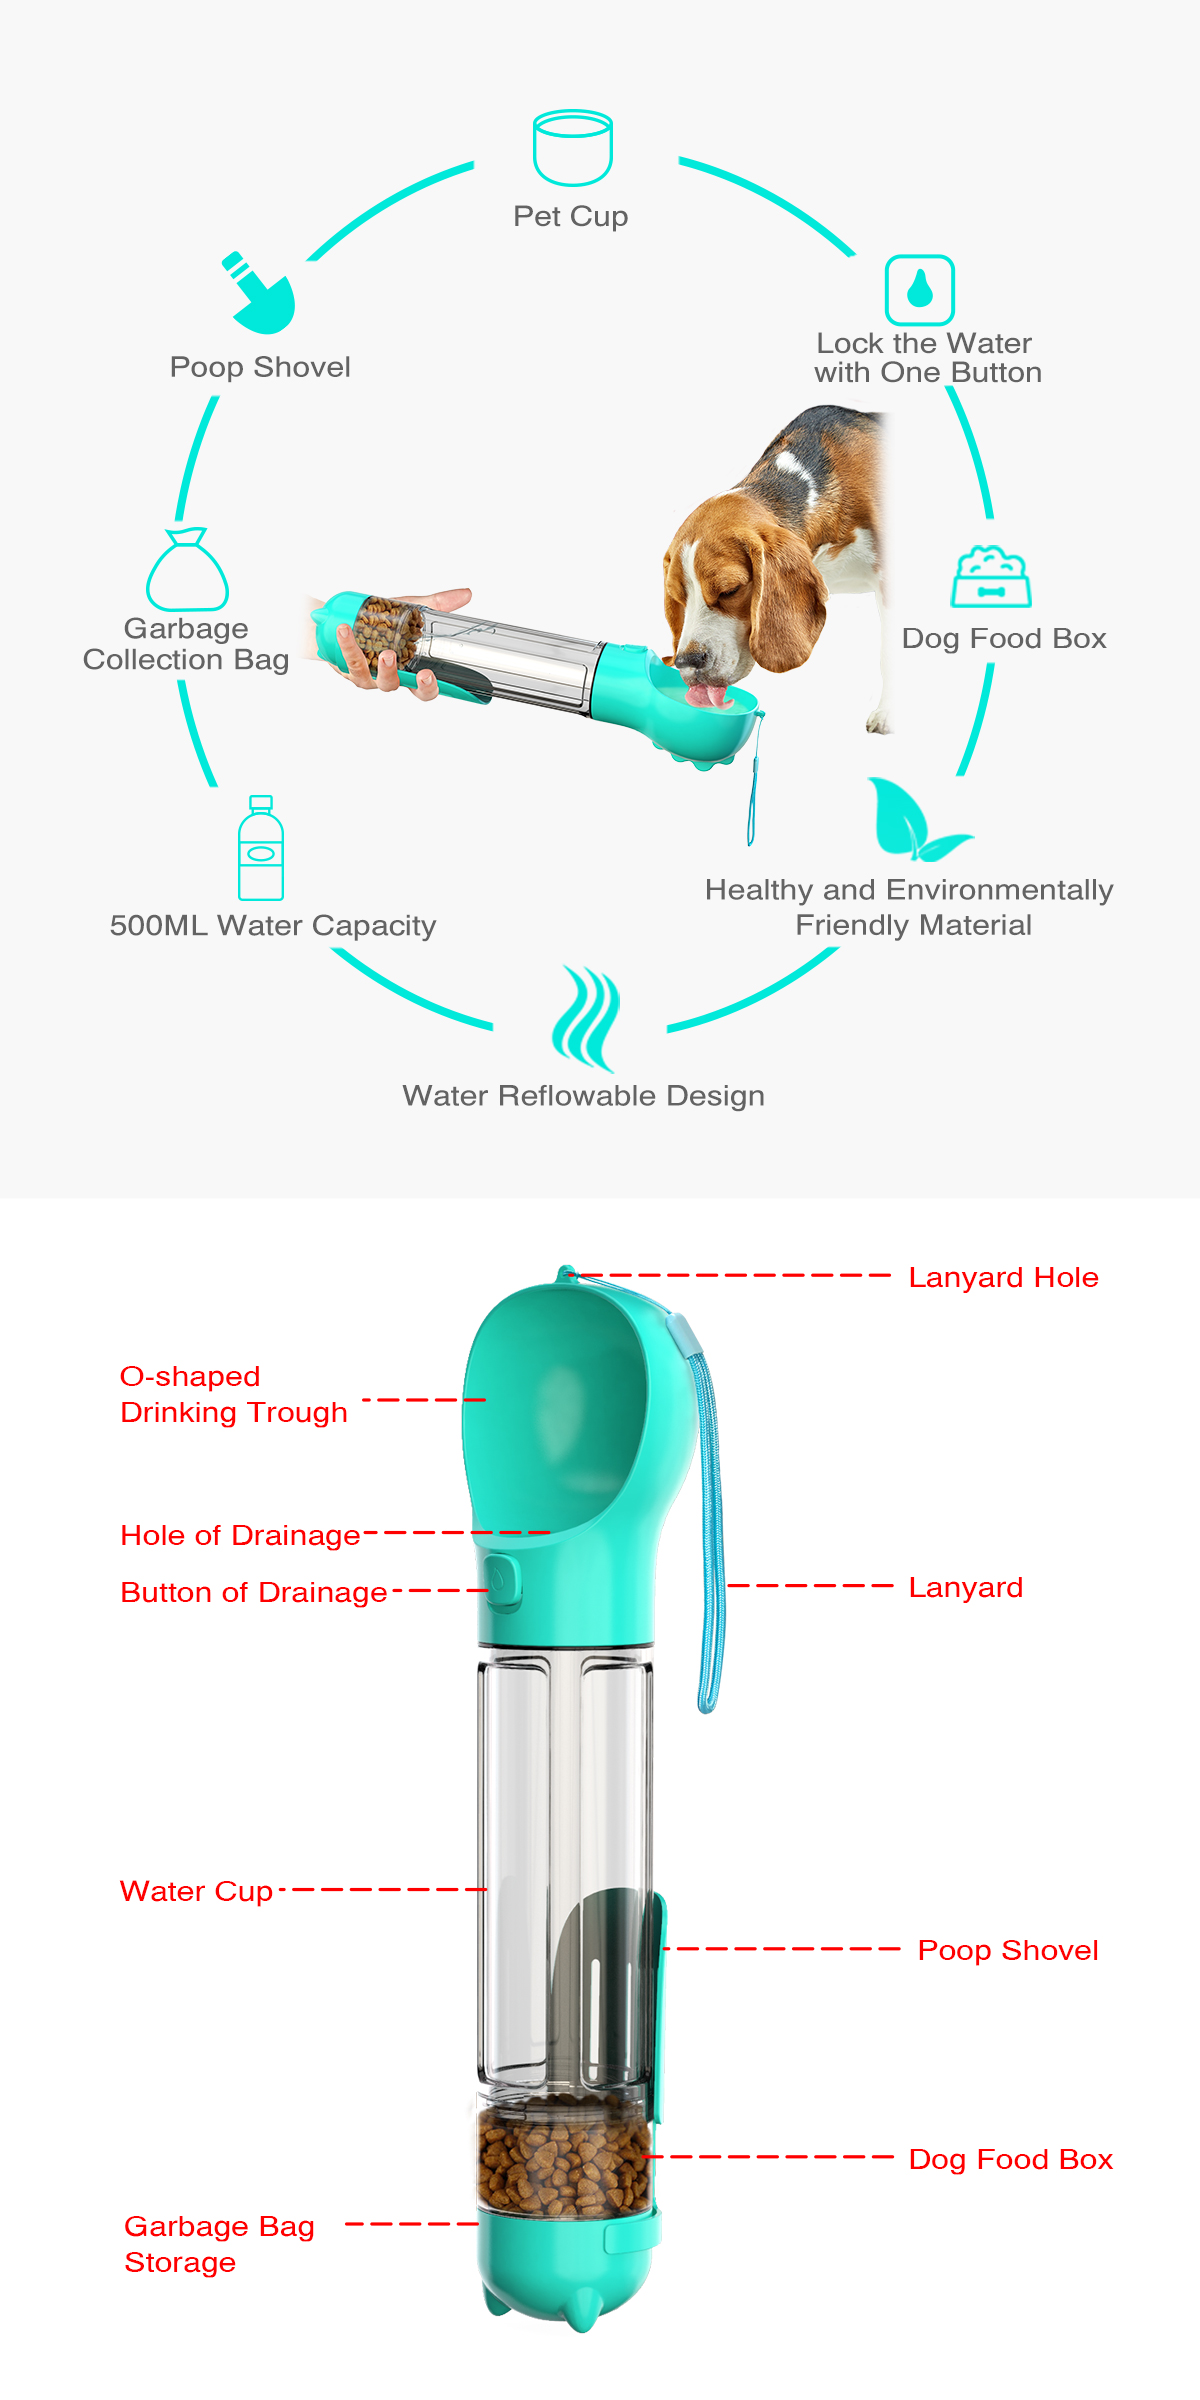 Pet Cup
Lock the Water
with One Button
Poop Shovel
Garbage
Collection Bag
Dog Food Box
500ML Water Capacity
Healthy and Environmentally
Friendly Material
Water Reflowable Design
Lanyard Hole
O-shaped
Drinking Trough
Hole of Drainage
Button of Drainage
Lanyard
Water Cup
Poop Shovel
Dog Food Box
Garbage Bag
Storage